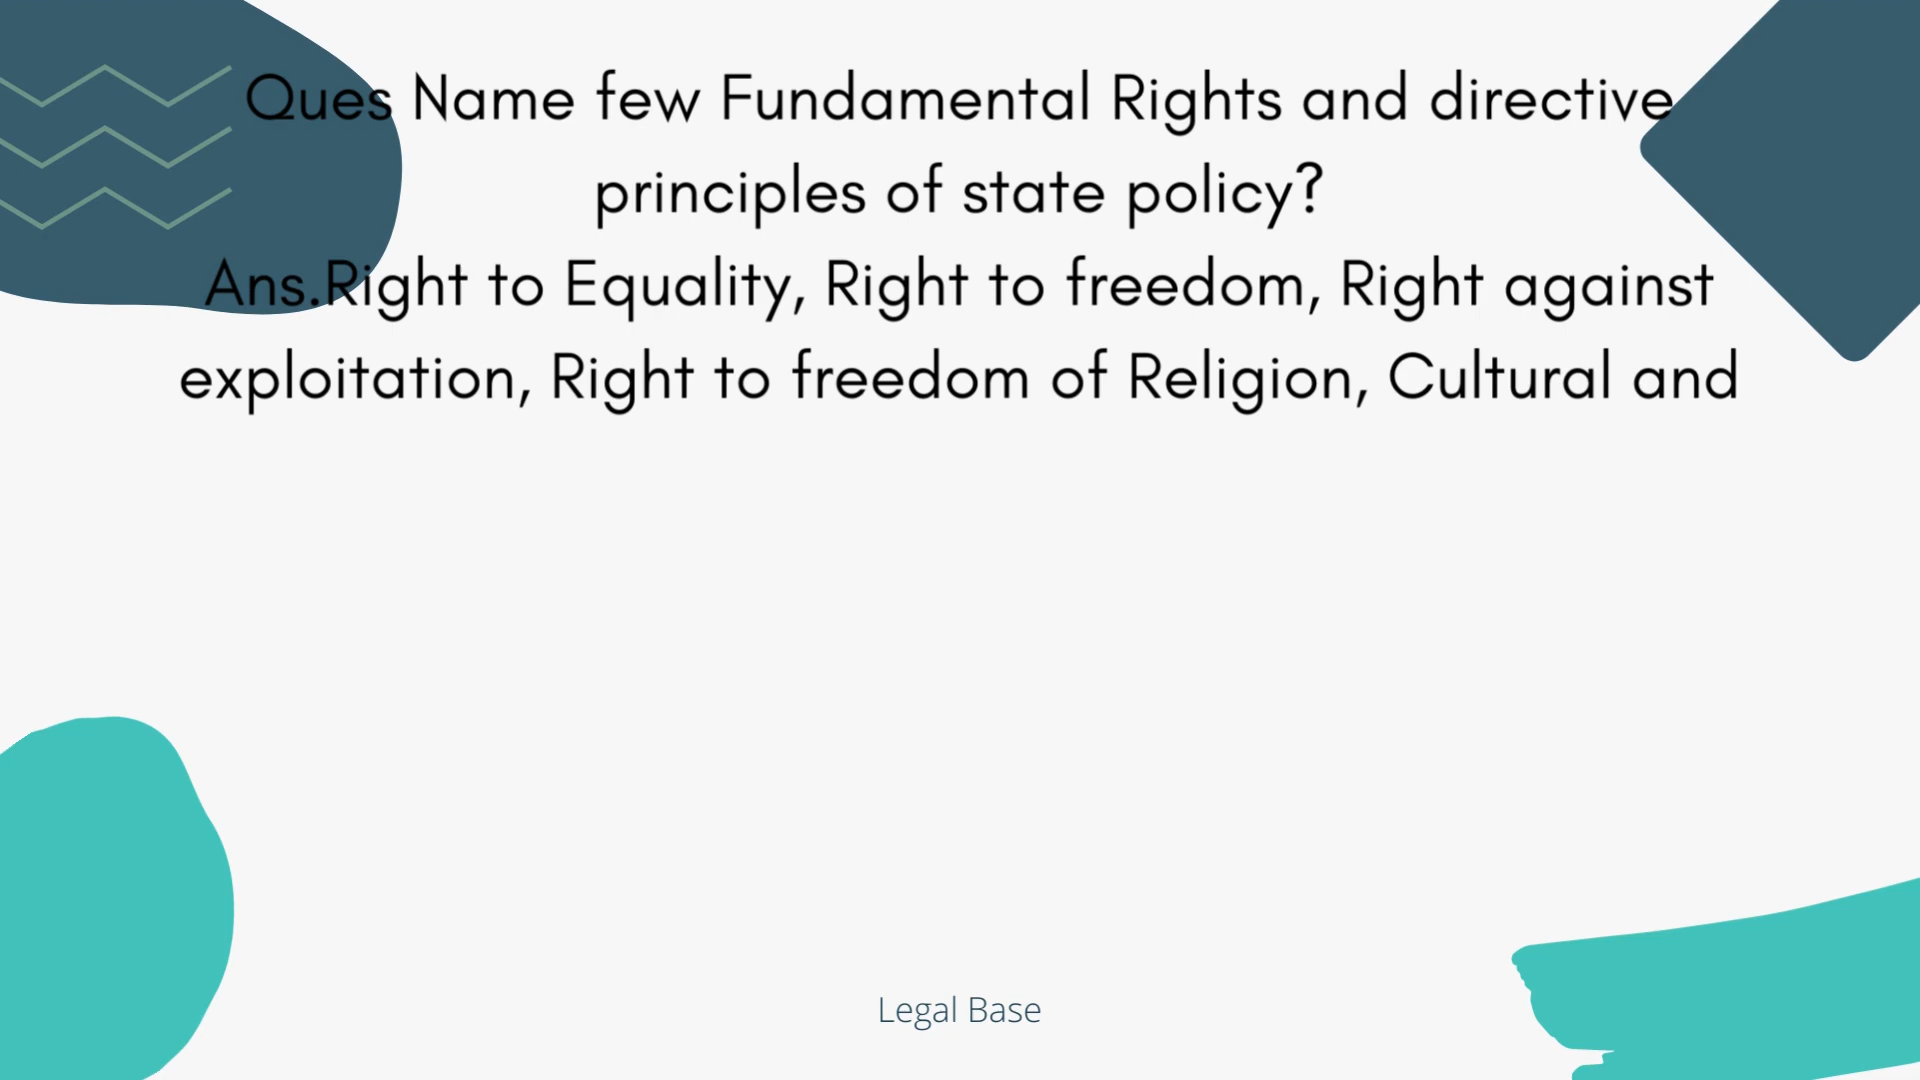 Ques Name few Fundamental Rights and directive
principles of state policy?
Ans.Right to Equality, Right to freedom, Right against
exploitation, Right to freedom of Religion, Cultural and
Legal Base